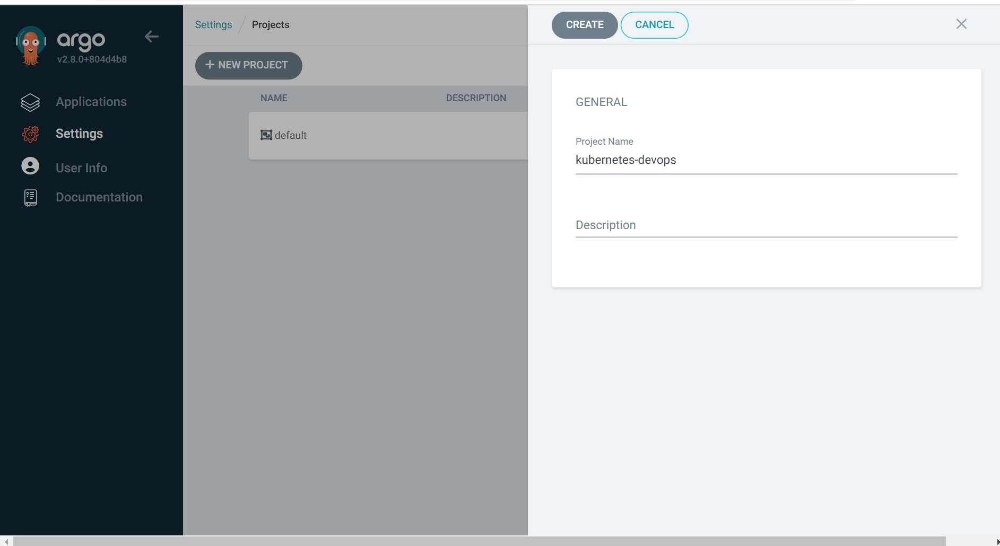 argo
v2.8.0+804d4b8
Applications
Settings
User Info
Documentation
Settings / Projects
+ NEW PROJECT
NAME DESCRIPTION
default
CREATE CANCEL
GENERAL
Project Name
kubernetes-devops
Description